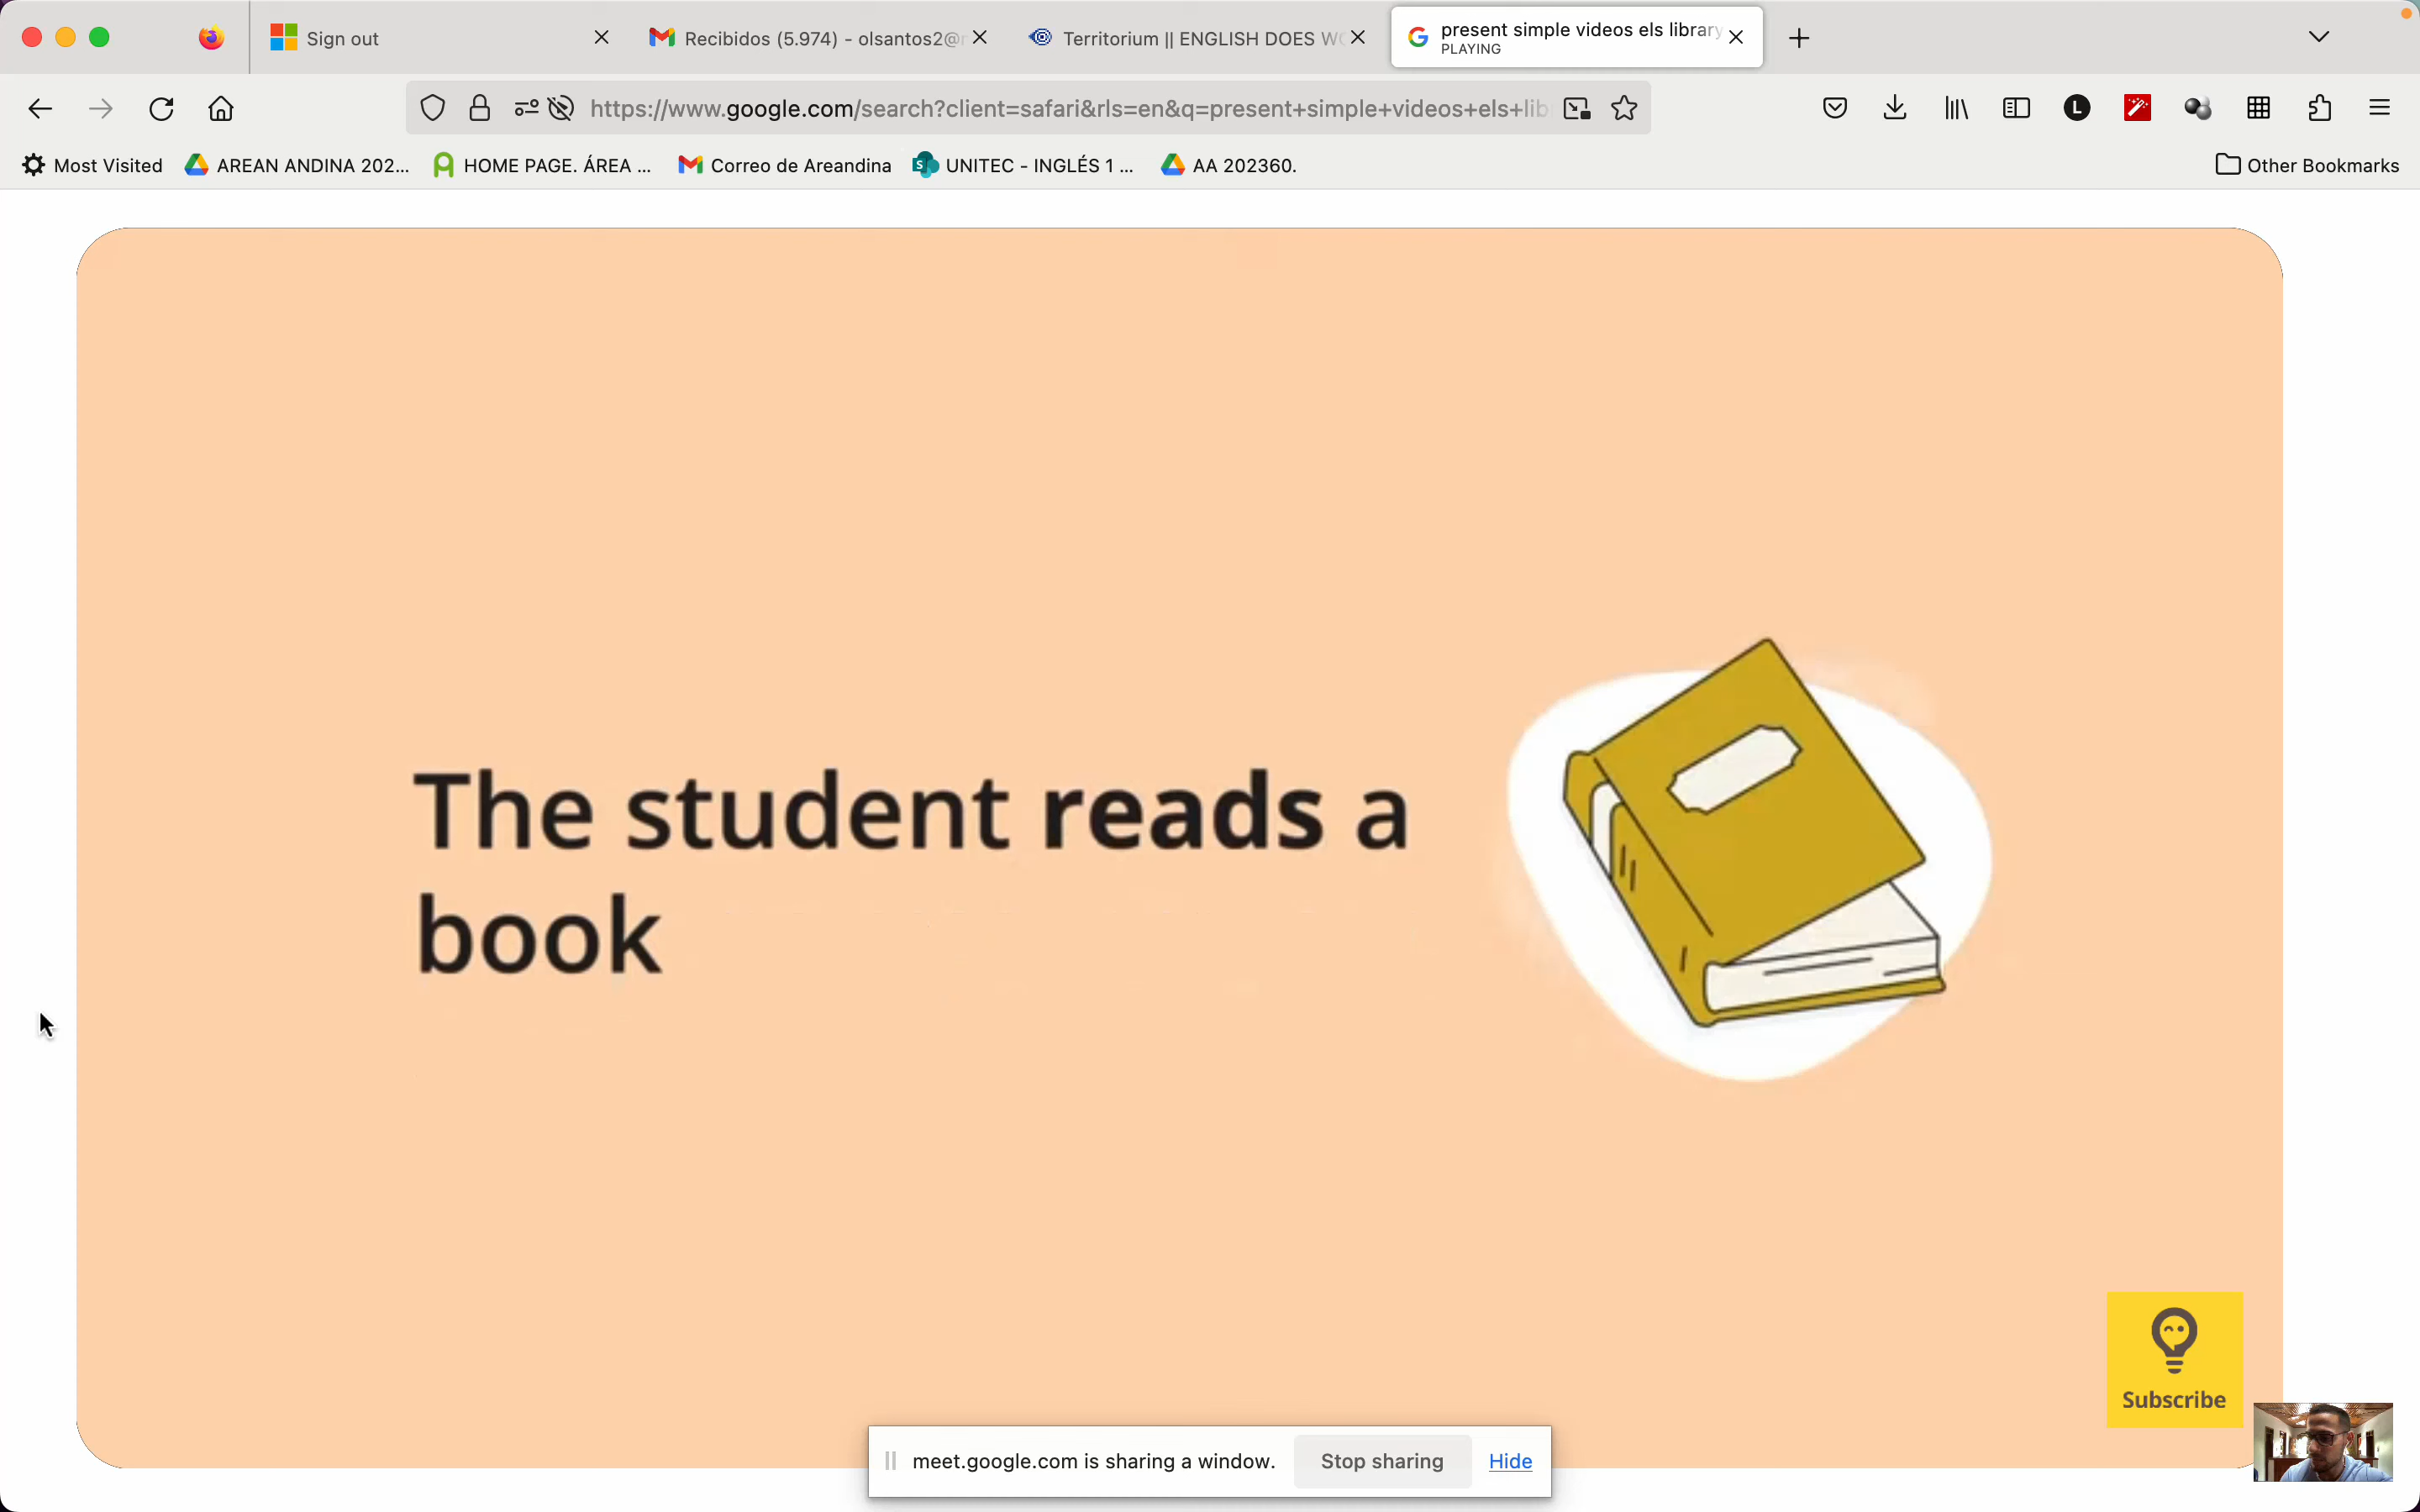 Sign out
Recibidos (5.974) - olsantos2@
Territorium || ENGLISH DOES W
present simple videos els library
PLAYING
https://www.google.com/search?client=safari&rls=en&q=present+simple+videos+els+lib
L
Most Visited
AREAN ANDINA 202...
HOME PAGE. ÁREA ...
Correo de Areandina
S
UNITEC - INGLÉS 1 ...
AA 202360.
Other Bookmarks
The student reads a
book
Subscribe
meet.google.com is sharing a window.
Stop sharing
Hide